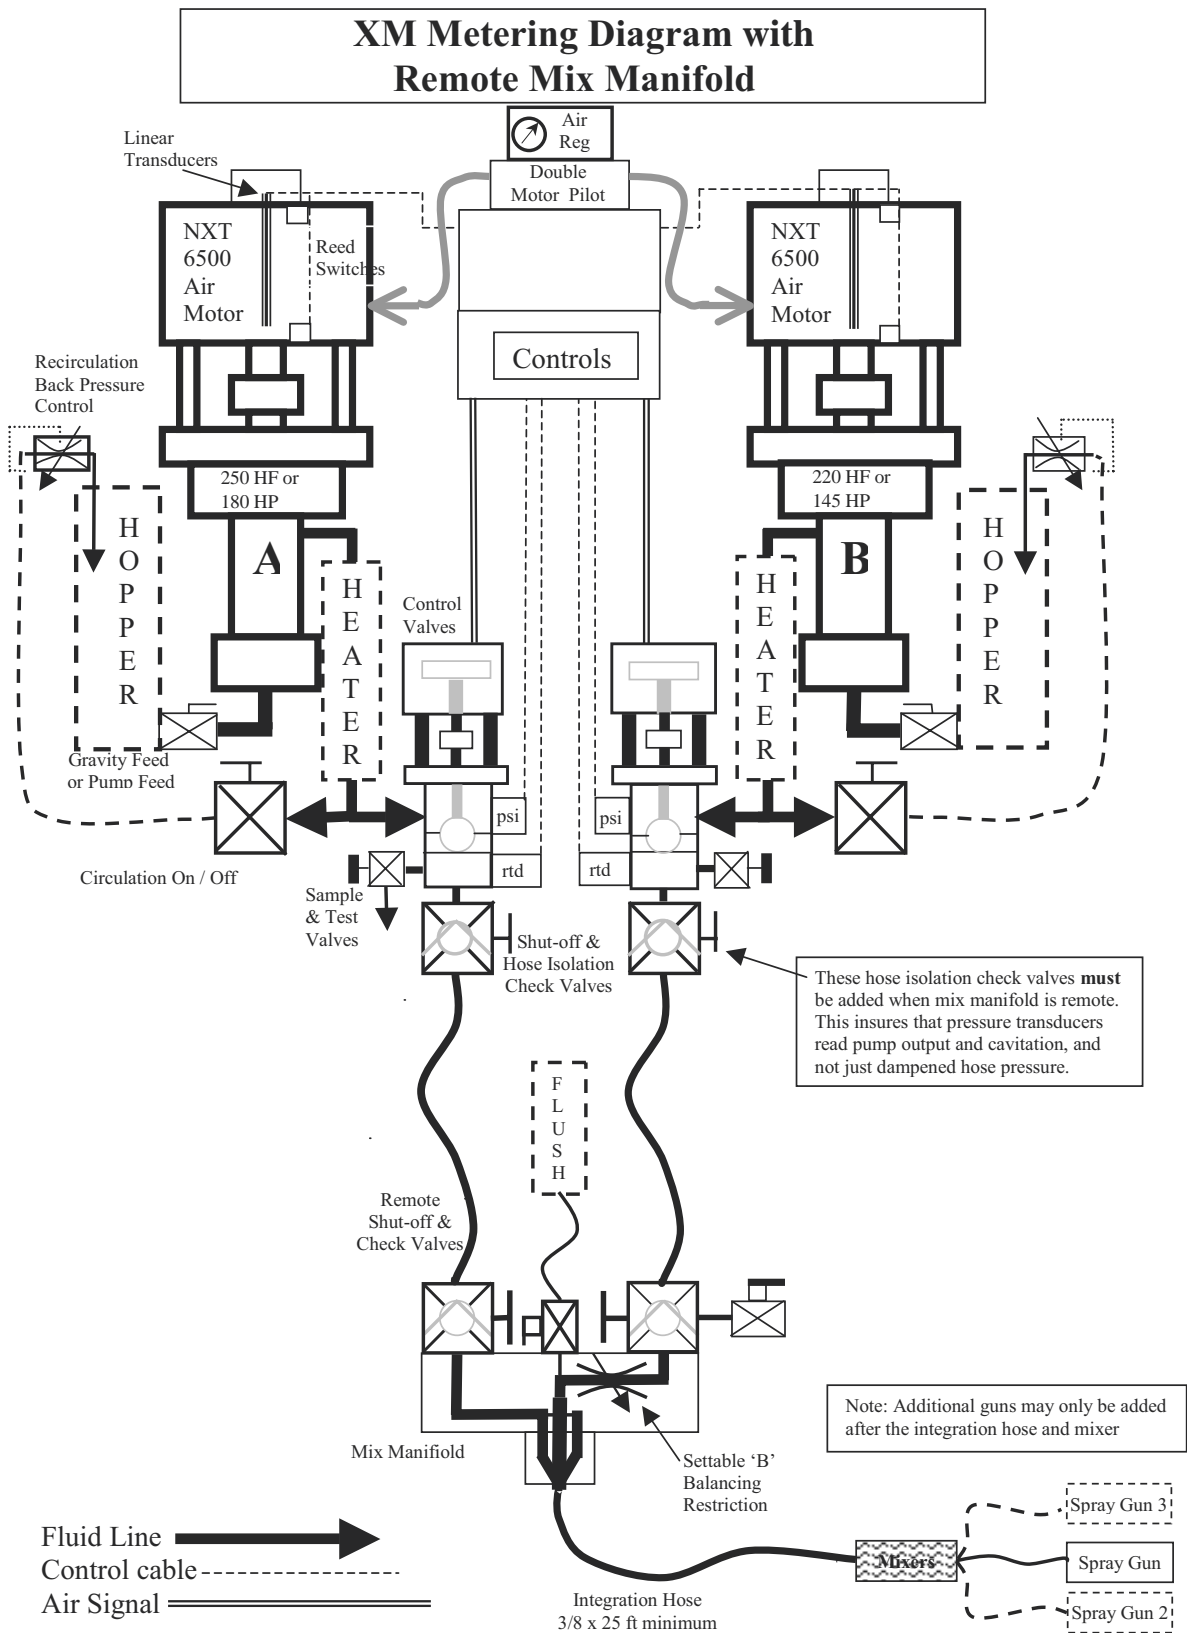 XM Metering Diagram with
Remote Mix Manifold
Air
Reg
Linear
Transducers
Double
Motor Pilot
NXT
6500
Air
Motor
Reed
Switches
NXT
6500
Air
Motor
Controls
Recirculation
Back Pressure
Control
250 HF or
180 HP
220 HF or
145 HP
HOPPER
A
HEATER
Control
Valves
HEATER
B
HOPPER
Gravity Feed
or Pump Feed
psi
psi
rtd
rtd
Circulation On / Off
Sample
& Test
Valves
Shut-off &
Hose Isolation
Check Valves
These hose isolation check valves must
be added when mix manifold is remote.
This insures that pressure transducers
read pump output and cavitation, and
not just dampened hose pressure.
FLUSH
Remote
Shut-off &
Check Valves
Mix Manifiold
Settable ‘B’
Balancing
Restriction
Note: Additional guns may only be added
after the integration hose and mixer
Fluid Line
Control cable
Air Signal
Integration Hose
3/8 x 25 ft minimum
Mixers
Spray Gun 3
Spray Gun
Spray Gun 2